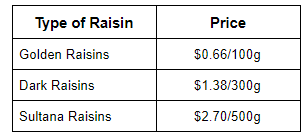 Type of Raisin Price
Golden Raisins $0.66/100g
Dark Raisins $1.38/300g
Sultana Raisins $2.70/500g